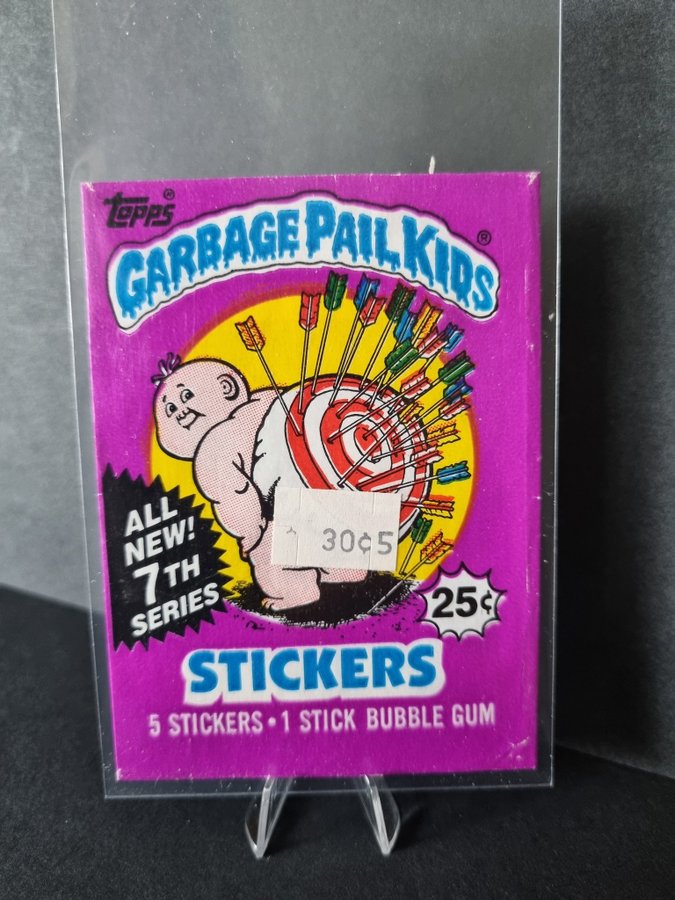 Topps®
GARBAGE PAIL KIDS®
ALL
NEW!
7TH
SERIES
30¢5
25¢
STICKERS
5 STICKERS • 1 STICK BUBBLE GUM